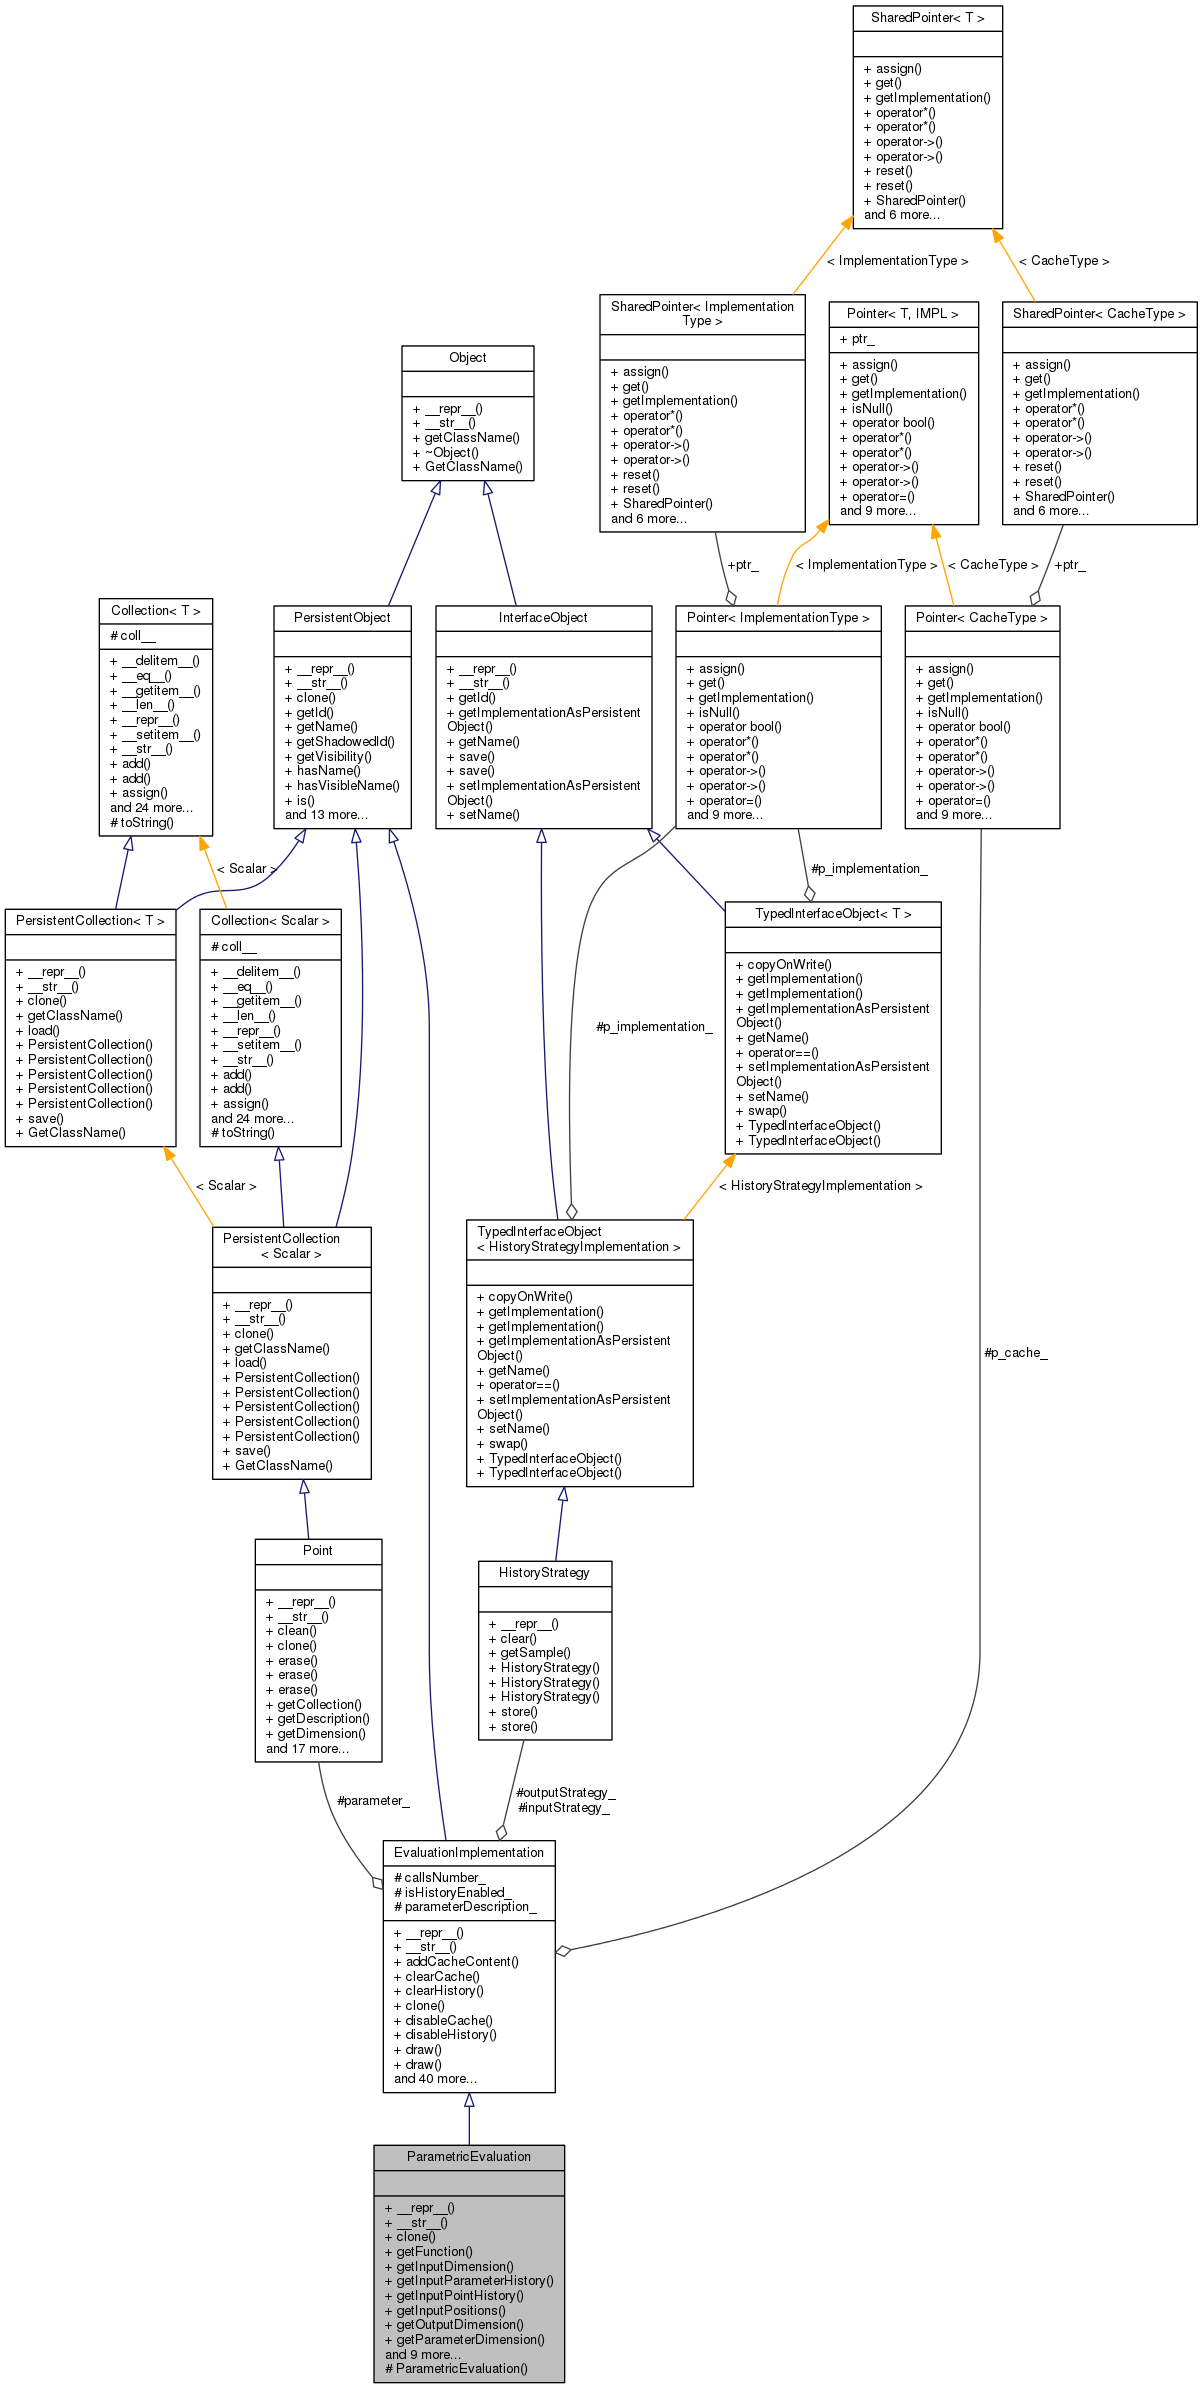 SharedPointer< T >
+ assign()
+ get()
+ getImplementation()
+ operator*()
+ operator*()
+ operator->()
+ operator->()
+ reset()
+ reset()
+ SharedPointer()
and 6 more...
< ImplementationType >
< CacheType >
SharedPointer< Implementation
Type >
+ assign()
+ get()
+ getImplementation()
+ operator*()
+ operator*()
+ operator->()
+ operator->()
+ reset()
+ reset()
+ SharedPointer()
and 6 more...
Pointer< T, IMPL >
+ ptr_
+ assign()
+ get()
+ getImplementation()
+ isNull()
+ operator bool()
+ operator*()
+ operator*()
+ operator->()
+ operator->()
+ operator=()
and 9 more...
SharedPointer< CacheType >
+ assign()
+ get()
+ getImplementation()
+ operator*()
+ operator*()
+ operator->()
+ operator->()
+ reset()
+ reset()
+ SharedPointer()
and 6 more...
Object
+ __repr__()
+ __str__()
+ getClassName()
+ ~Object()
+ GetClassName()
+ptr_
< ImplementationType >
< CacheType >
+ptr_
Collection< T >
# coll__
+ __delitem__()
+ __eq__()
+ __getitem__()
+ __len__()
+ __repr__()
+ __setitem__()
+ __str__()
+ add()
+ add()
+ assign()
and 24 more...
# toString()
PersistentObject
+ __repr__()
+ __str__()
+ clone()
+ getId()
+ getName()
+ getShadowedId()
+ getVisibility()
+ hasName()
+ hasVisibleName()
+ is()
and 13 more...
InterfaceObject
+ __repr__()
+ __str__()
+ getId()
+ getImplementationAsPersistent
Object()
+ getName()
+ save()
+ save()
+ setImplementationAsPersistent
Object()
+ setName()
Pointer< ImplementationType >
+ assign()
+ get()
+ getImplementation()
+ isNull()
+ operator bool()
+ operator*()
+ operator*()
+ operator->()
+ operator->()
+ operator=()
and 9 more...
Pointer< CacheType >
+ assign()
+ get()
+ getImplementation()
+ isNull()
+ operator bool()
+ operator*()
+ operator*()
+ operator->()
+ operator->()
+ operator=()
and 9 more...
< Scalar >
#p_implementation_
PersistentCollection< T >
+ __repr__()
+ __str__()
+ clone()
+ getClassName()
+ load()
+ PersistentCollection()
+ PersistentCollection()
+ PersistentCollection()
+ PersistentCollection()
+ PersistentCollection()
+ save()
+ GetClassName()
Collection< Scalar >
# coll__
+ __delitem__()
+ __eq__()
+ __getitem__()
+ __len__()
+ __repr__()
+ __setitem__()
+ __str__()
+ add()
+ add()
+ assign()
and 24 more...
# toString()
#p_implementation_
TypedInterfaceObject< T >
+ copyOnWrite()
+ getImplementation()
+ getImplementation()
+ getImplementationAsPersistent
Object()
+ getName()
+ operator==()
+ setImplementationAsPersistent
Object()
+ setName()
+ swap()
+ TypedInterfaceObject()
+ TypedInterfaceObject()
< Scalar >
< HistoryStrategyImplementation >
PersistentCollection
< Scalar >
+ __repr__()
+ __str__()
+ clone()
+ getClassName()
+ load()
+ PersistentCollection()
+ PersistentCollection()
+ PersistentCollection()
+ PersistentCollection()
+ PersistentCollection()
+ save()
+ GetClassName()
TypedInterfaceObject
< HistoryStrategyImplementation >
+ copyOnWrite()
+ getImplementation()
+ getImplementation()
+ getImplementationAsPersistent
Object()
+ getName()
+ operator==()
+ setImplementationAsPersistent
Object()
+ setName()
+ swap()
+ TypedInterfaceObject()
+ TypedInterfaceObject()
#p_cache_
Point
+ __repr__()
+ __str__()
+ clean()
+ clone()
+ erase()
+ erase()
+ erase()
+ getCollection()
+ getDescription()
+ getDimension()
and 17 more...
HistoryStrategy
+ __repr__()
+ clear()
+ getSample()
+ HistoryStrategy()
+ HistoryStrategy()
+ HistoryStrategy()
+ store()
+ store()
#parameter_
#outputStrategy_
#inputStrategy_
EvaluationImplementation
# callsNumber_
# isHistoryEnabled_
# parameterDescription_
+ __repr__()
+ __str__()
+ addCacheContent()
+ clearCache()
+ clearHistory()
+ clone()
+ disableCache()
+ disableHistory()
+ draw()
+ draw()
and 40 more...
ParametricEvaluation
+ __repr__()
+ __str__()
+ clone()
+ getFunction()
+ getInputDimension()
+ getInputParameterHistory()
+ getInputPointHistory()
+ getInputPositions()
+ getOutputDimension()
+ getParameterDimension()
and 9 more...
# ParametricEvaluation()